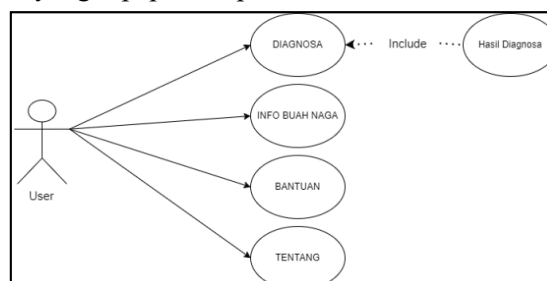 DIAGNOSA
Include
Hasil Diagnosa
INFO BUAH NAGA
BANTUAN
User
TENTANG